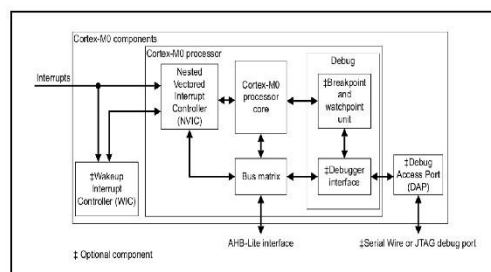 Cortex-M0 components
Cortex-M0 processor
Debug
Interrupts
Nested
Vectored
Interrupt
Controller
(NVIC)
Cortex-M0
processor
core
‡Breakpoint
and
watchpoint
unit
‡Wakeup
Interrupt
Controller (WIC)
Bus matrix
‡Debugger
interface
‡Debug
Access Port
(DAP)
‡ Optional component
AHB-Lite interface
‡Serial Wire or JTAG debug port